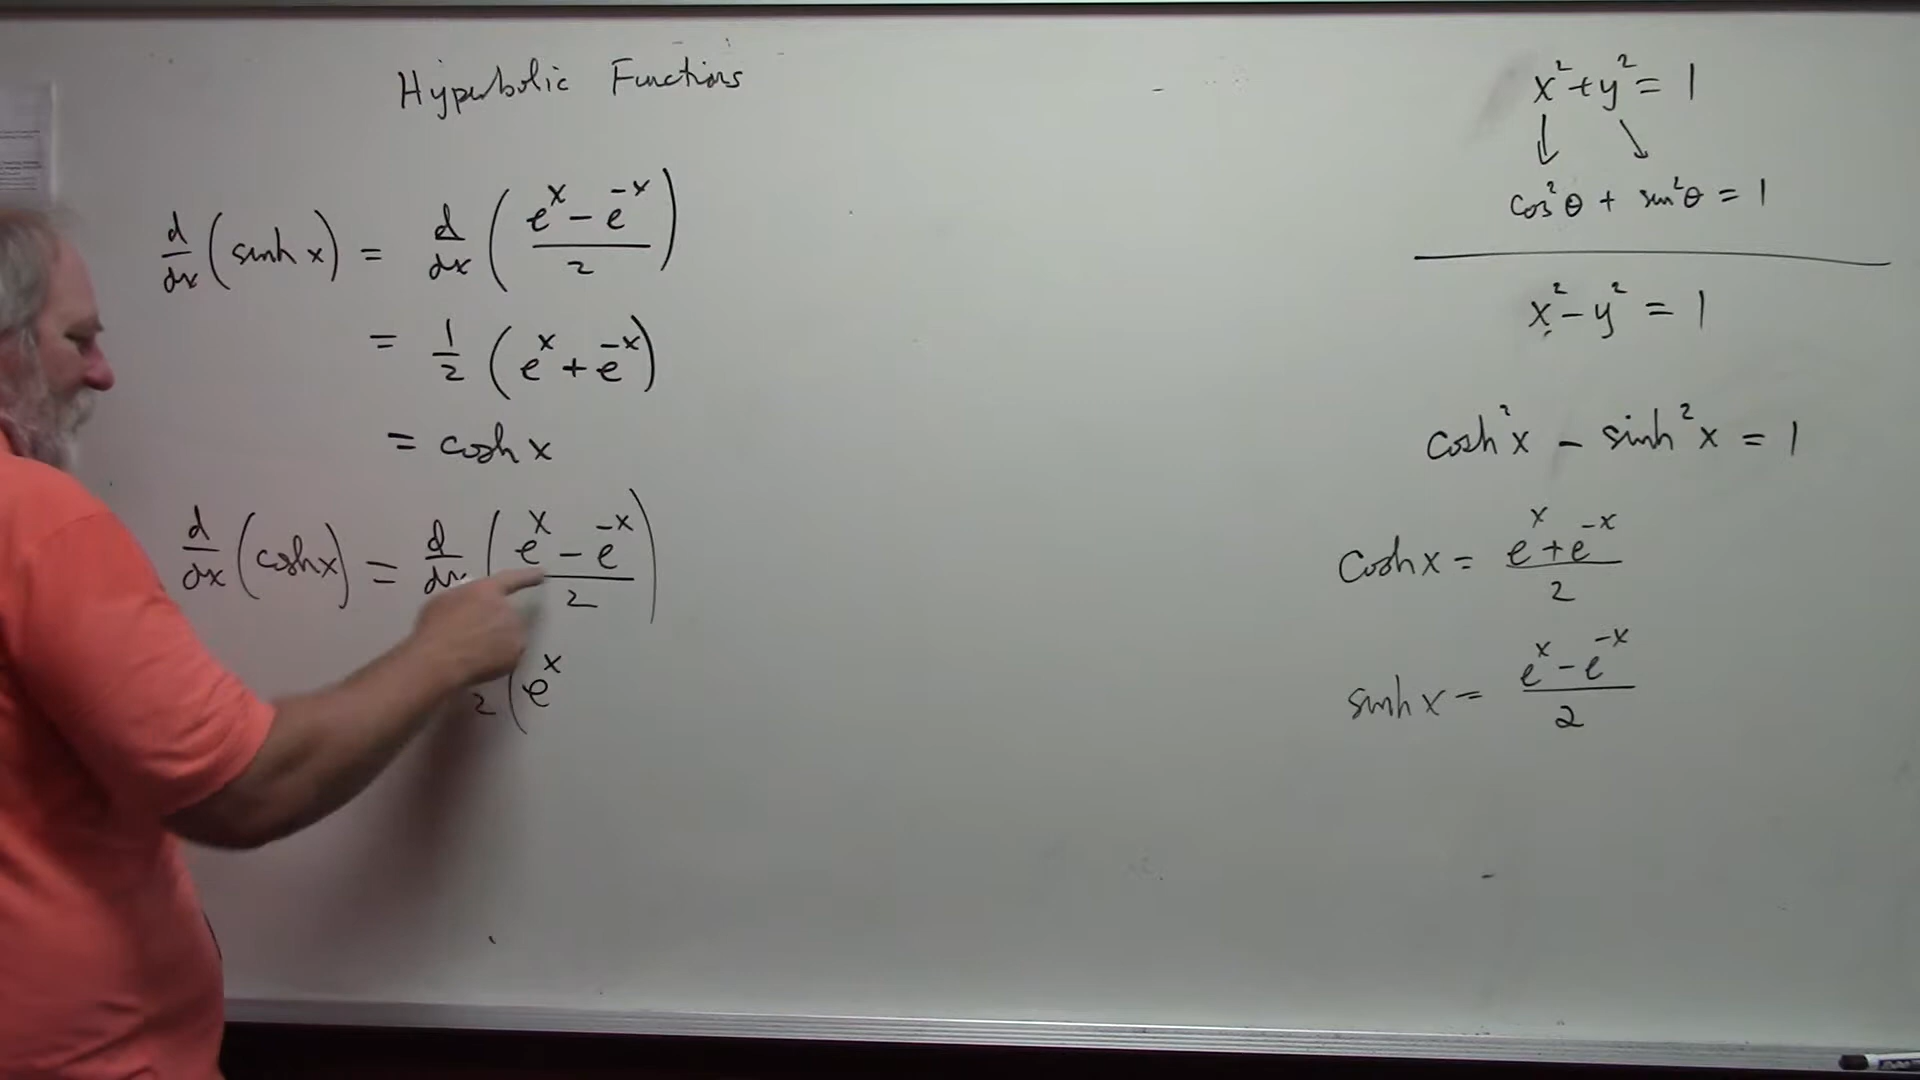 Hyperbolic Functions
d/dx (sinh x) = d/dx ( (e^x - e^-x)/2 )
= 1/2 (e^x + e^-x)
= cosh x
d/dx (cosh x) = d/dx ( (e^x - e^-x)/2 )
2 (e^x
x² + y² = 1
cos²θ + sin²θ = 1
x² - y² = 1
cosh²x - sinh²x = 1
cosh x = (e^x + e^-x)/2
sinh x = (e^x - e^-x)/2